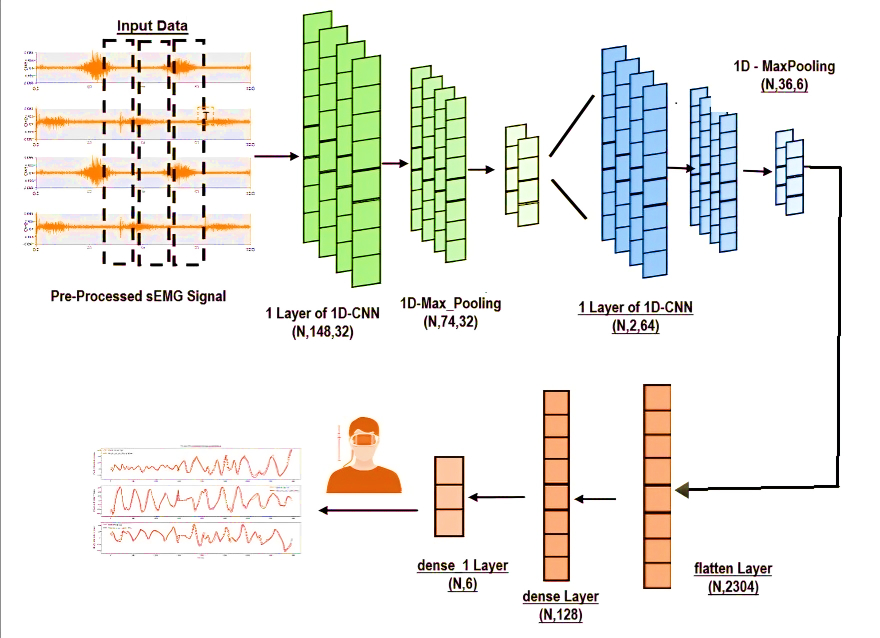 Input Data
1D - MaxPooling
(N,36,6)
Pre-Processed sEMG Signal
1 Layer of 1D-CNN
(N,148,32)
1D-Max_Pooling
(N,74,32)
1 Layer of 1D-CNN
(N,2,64)
dense_1 Layer
(N,6)
dense Layer
(N,128)
flatten Layer
(N,2304)